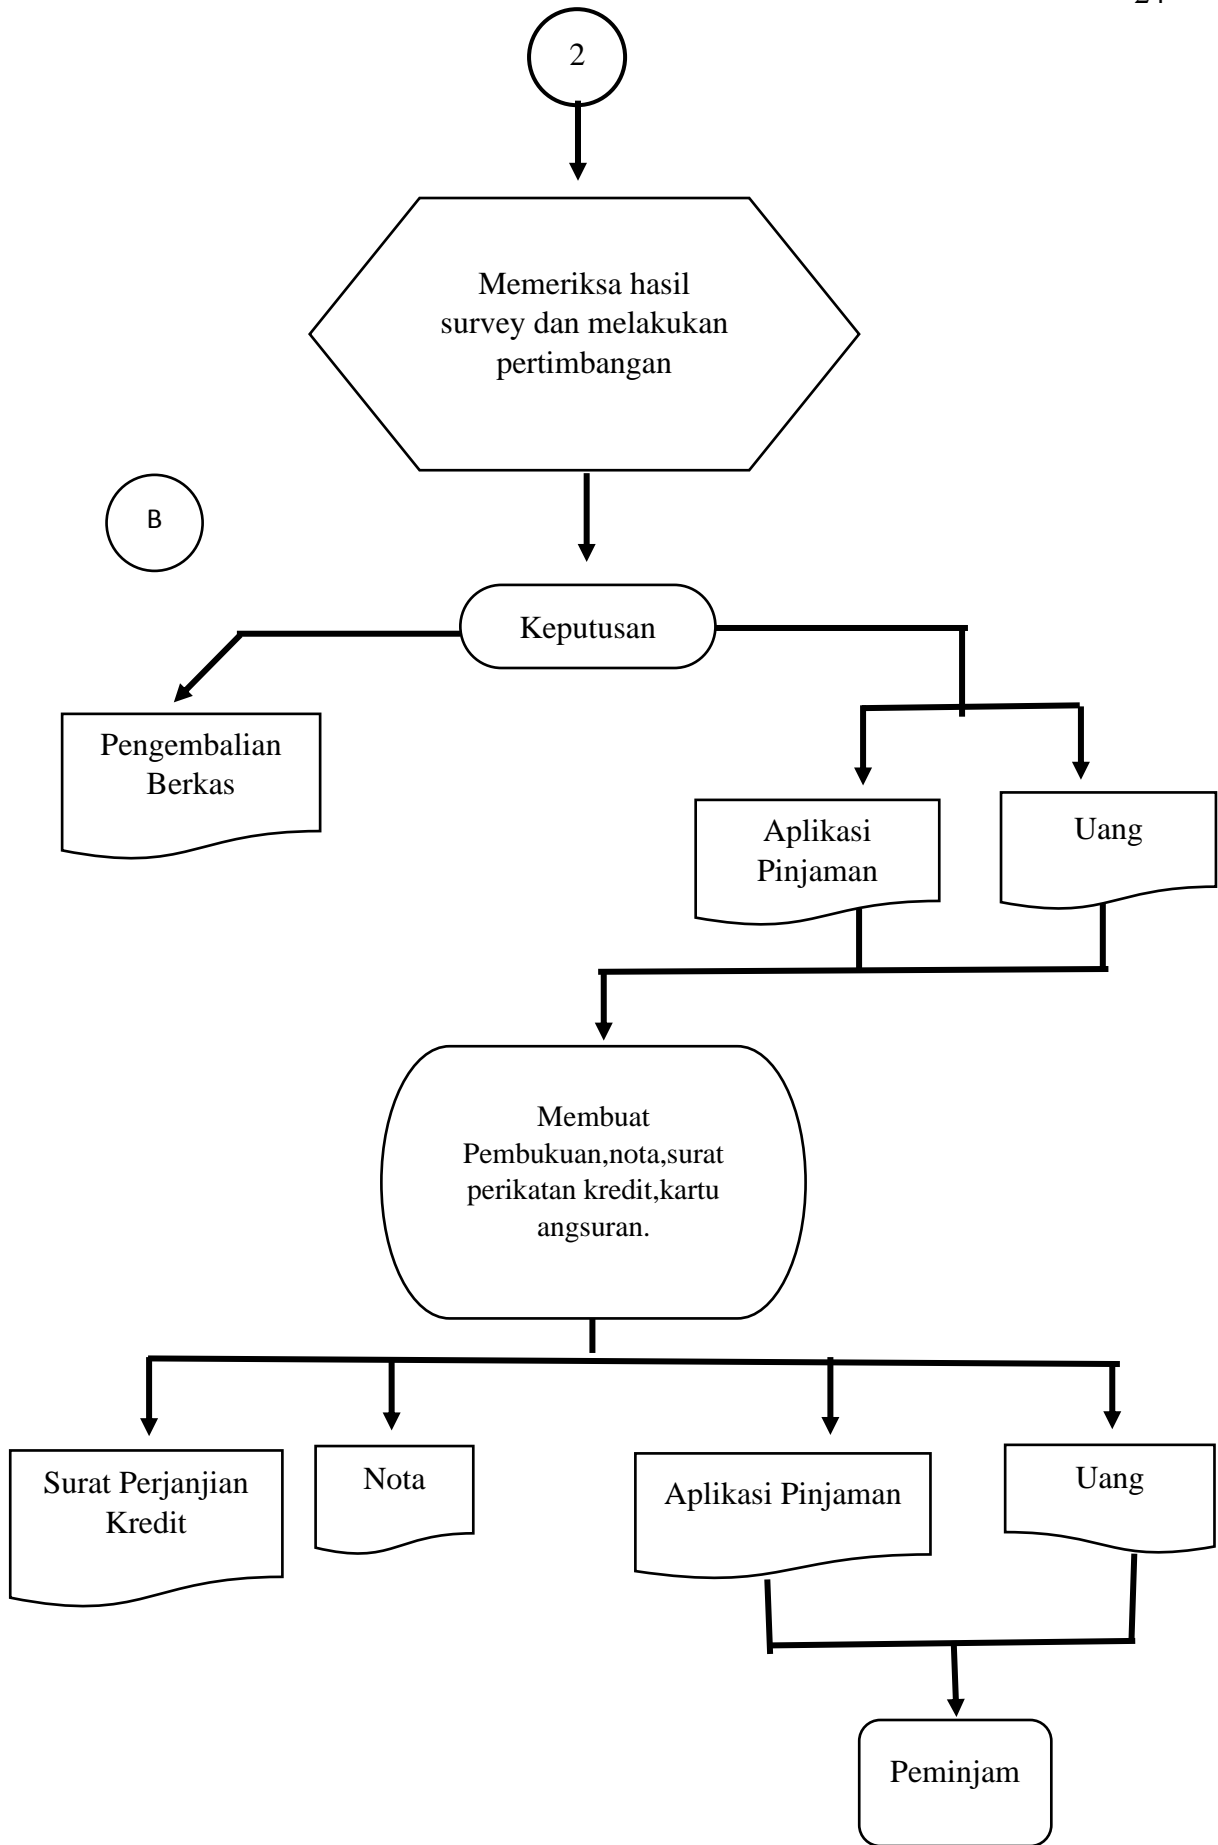 2
Memeriksa hasil
survey dan melakukan
pertimbangan
B
Keputusan
Pengembalian
Berkas
Aplikasi
Pinjaman
Uang
Membuat
Pembukuan,nota,surat
perikatan kredit,kartu
angsuran.
Surat Perjanjian
Kredit
Nota
Aplikasi Pinjaman
Uang
Peminjam